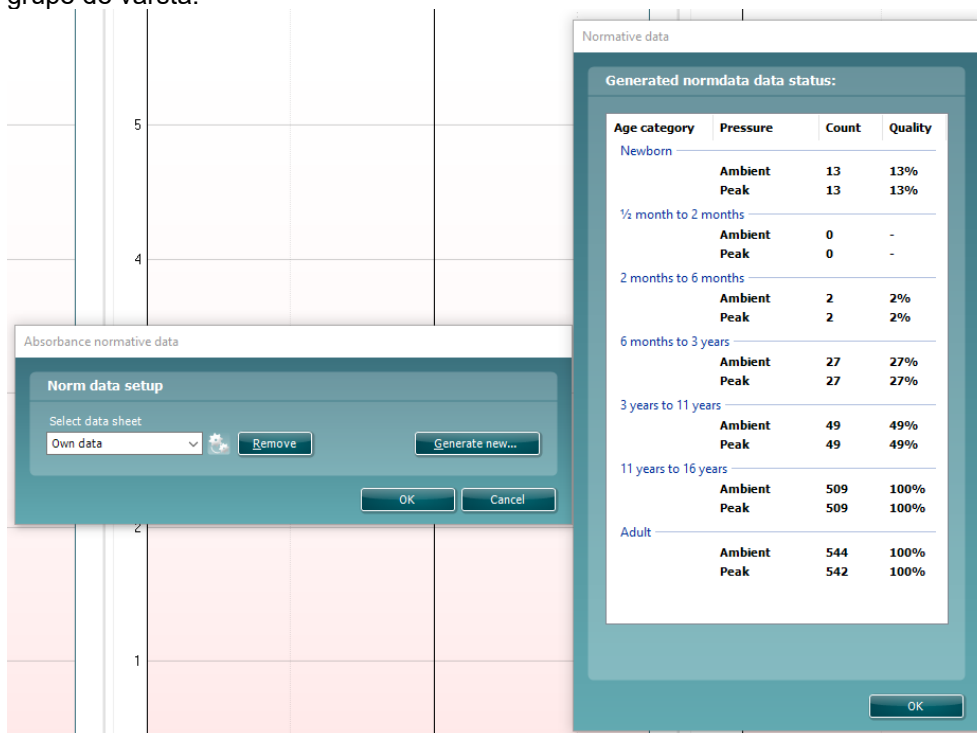 grupo de vareta.
5
4
2
1
Absorbance normative data
Norm data setup
Select data sheet
Own data
Remove
Generate new...
OK
Cancel
Normative data
Generated normdata data status:
Age category Pressure Count Quality
Newborn
Ambient 13 13%
Peak 13 13%
½ month to 2 months
Ambient 0 -
Peak 0 -
2 months to 6 months
Ambient 2 2%
Peak 2 2%
6 months to 3 years
Ambient 27 27%
Peak 27 27%
3 years to 11 years
Ambient 49 49%
Peak 49 49%
11 years to 16 years
Ambient 509 100%
Peak 509 100%
Adult
Ambient 544 100%
Peak 542 100%
OK